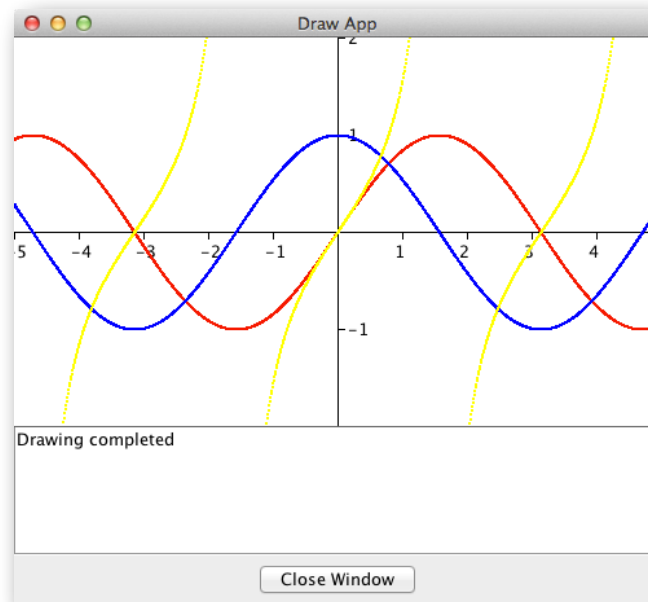 Draw App
2
1
-5 -4 -3 -2 -1 1 2 3 4
-1
Drawing completed
Close Window